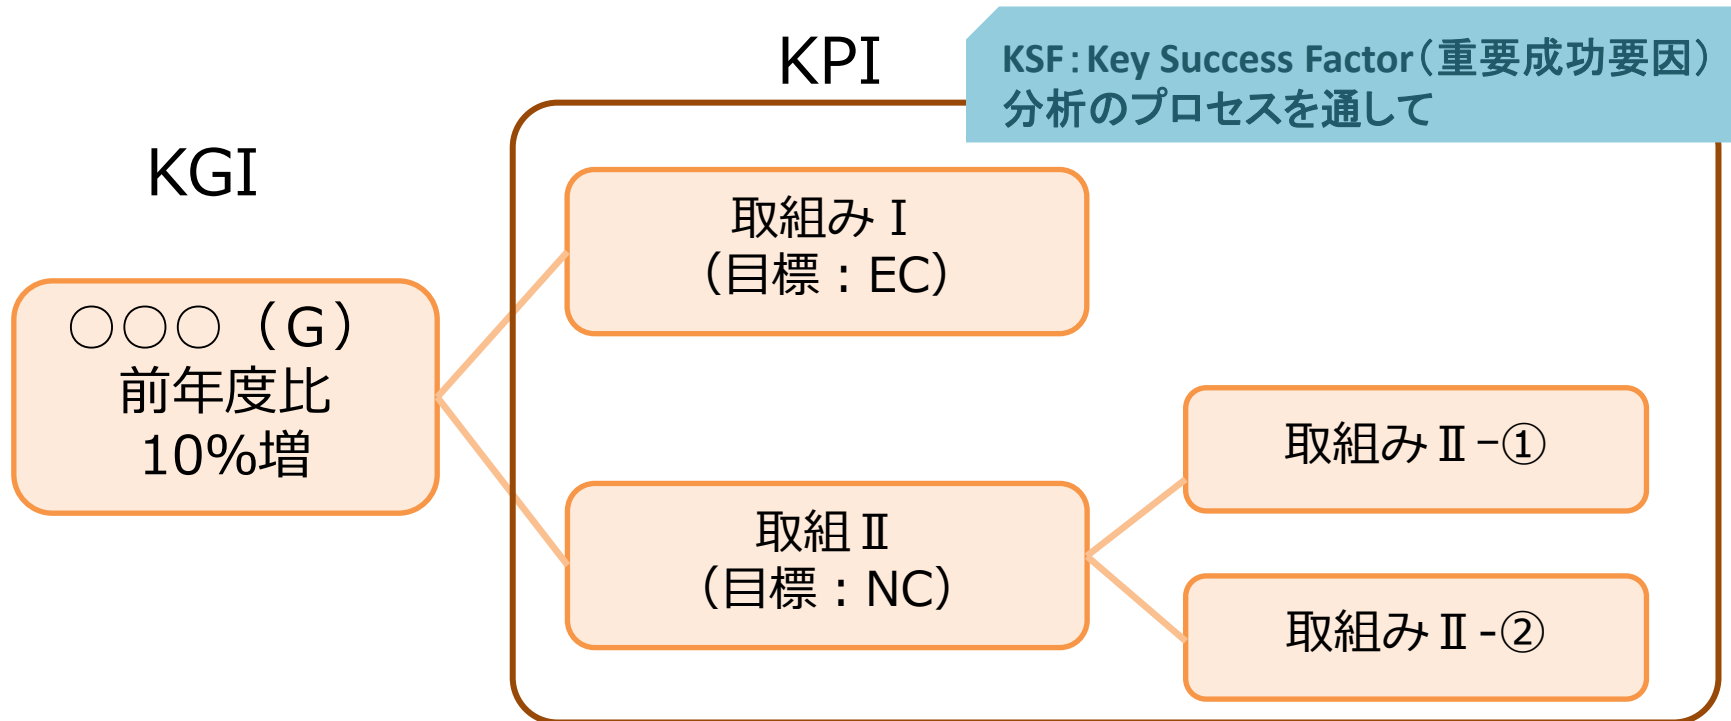 KPI
KSF：Key Success Factor（重要成功要因）
分析のプロセスを通して
KGI
取組みⅠ
（目標：EC）
○○○（G）
前年度比
10%増
取組みⅡ-①
取組Ⅱ
（目標：NC）
取組みⅡ-②